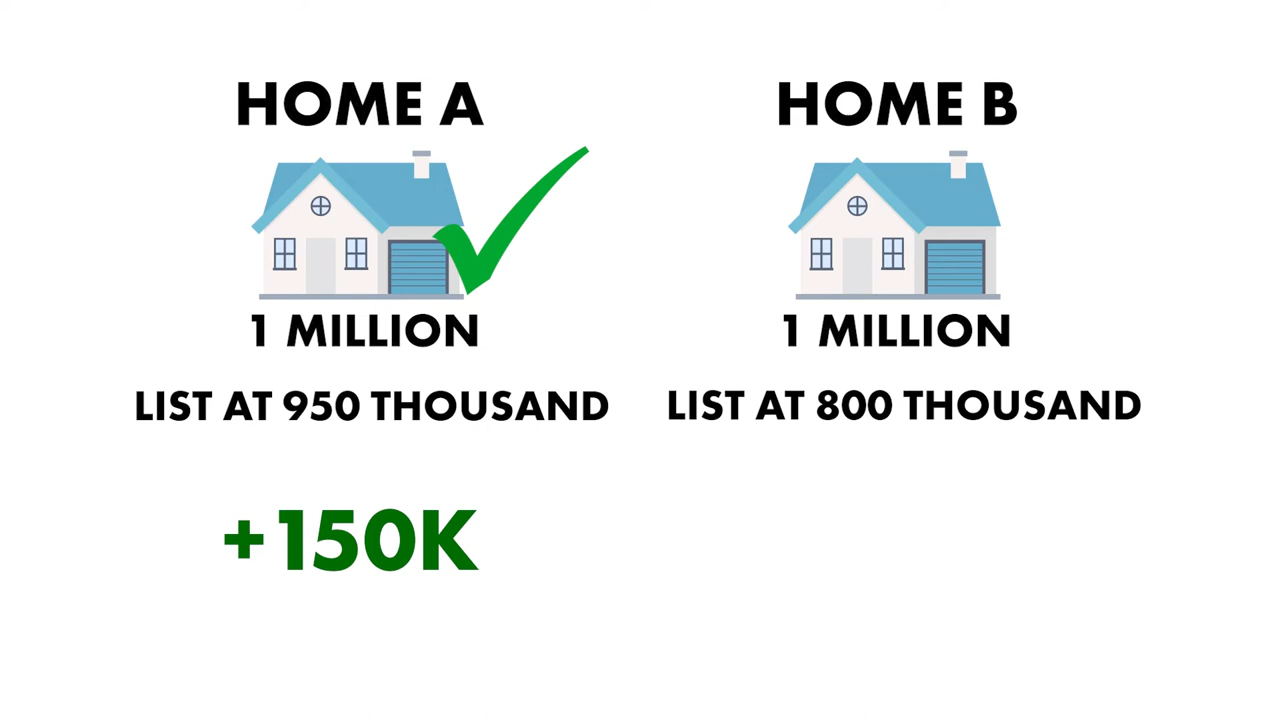 HOME A
1 MILLION
LIST AT 950 THOUSAND
+150K
HOME B
1 MILLION
LIST AT 800 THOUSAND